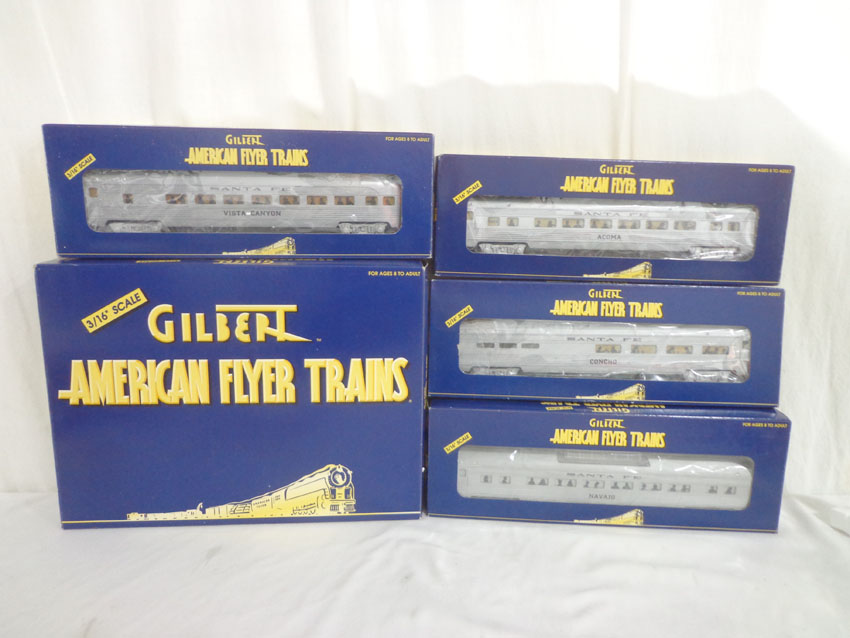 GILBERT
FOR AGES 8 TO ADULT
AMERICAN FLYER TRAINS
3/16" SCALE
SANTA FE
VISTA CANYON
GILBERT
FOR AGES 8 TO ADULT
AMERICAN FLYER TRAINS
3/16" SCALE
SANTA FE
ACOMA
FOR AGES 8 TO ADULT
3/16" SCALE
GILBERT
AMERICAN FLYER TRAINS
GILBERT
FOR AGES 8 TO ADULT
AMERICAN FLYER TRAINS
3/16" SCALE
SANTA FE
CONCHO
GILBERT
FOR AGES 8 TO ADULT
AMERICAN FLYER TRAINS
3/16" SCALE
SANTA FE
NAVAJO